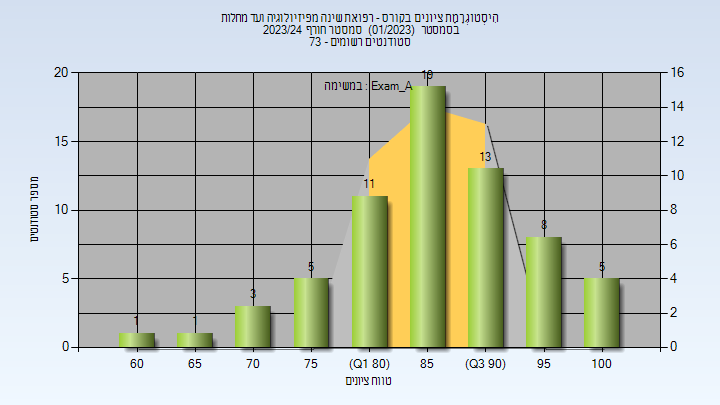 היסטוגרמת ציונים בקורס - רפואת שינה מפיזיולוגיה ועד מחלות
בסמסטר (01/2023) סמסטר חורף 2023/24
סטודנטים רשומים - 73
במשימה : Exam_A
20 16
19
14
15 12
13
11 10
10 8
8
6
5 5
5 4
3
2
1 1
0 0
60 65 70 75 (Q1 80) 85 (Q3 90) 95 100
טווח ציונים
מספר סטודנטים